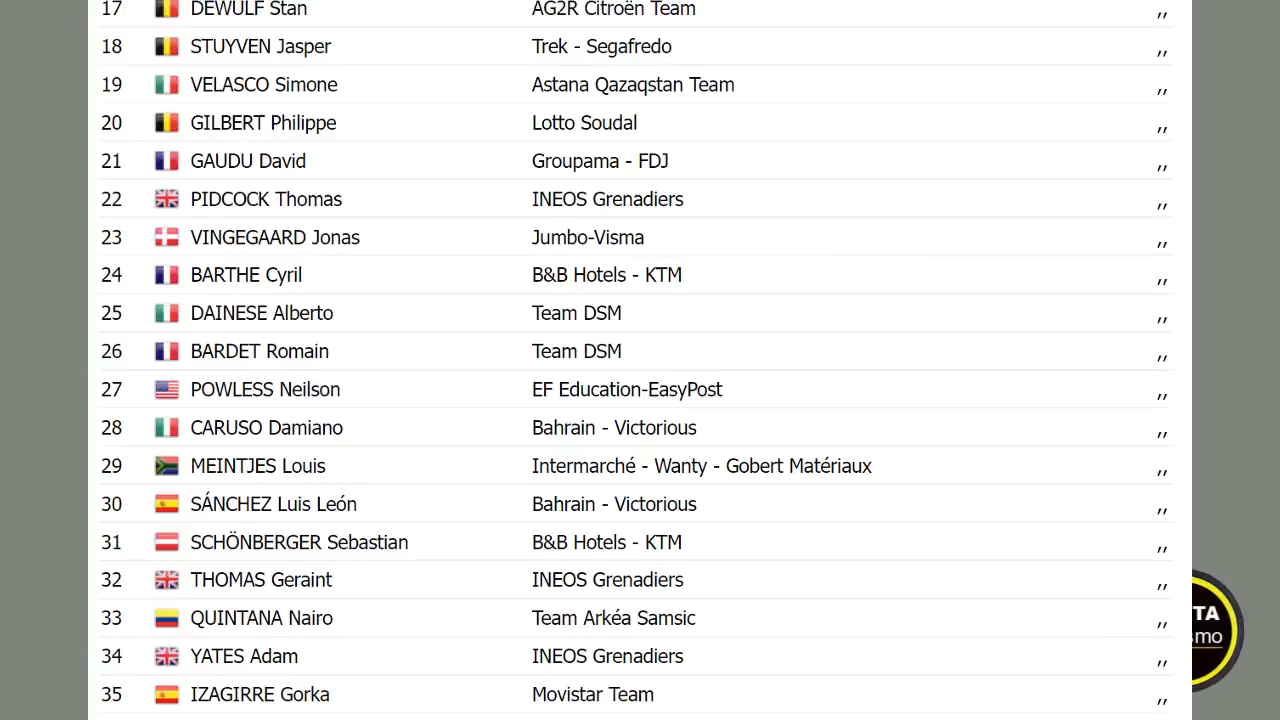 17 DEWULF Stan AG2R Citroën Team ,,
18 STUYVEN Jasper Trek - Segafredo ,,
19 VELASCO Simone Astana Qazaqstan Team ,,
20 GILBERT Philippe Lotto Soudal ,,
21 GAUDU David Groupama - FDJ ,,
22 PIDCOCK Thomas INEOS Grenadiers ,,
23 VINGEGAARD Jonas Jumbo-Visma ,,
24 BARTHE Cyril B&B Hotels - KTM ,,
25 DAINESE Alberto Team DSM ,,
26 BARDET Romain Team DSM ,,
27 POWLESS Neilson EF Education-EasyPost ,,
28 CARUSO Damiano Bahrain - Victorious ,,
29 MEINTJES Louis Intermarché - Wanty - Gobert Matériaux ,,
30 SÁNCHEZ Luis León Bahrain - Victorious ,,
31 SCHÖNBERGER Sebastian B&B Hotels - KTM ,,
32 THOMAS Geraint INEOS Grenadiers ,,
33 QUINTANA Nairo Team Arkéa Samsic ,,
34 YATES Adam INEOS Grenadiers ,,
35 IZAGIRRE Gorka Movistar Team ,,
TA
smo